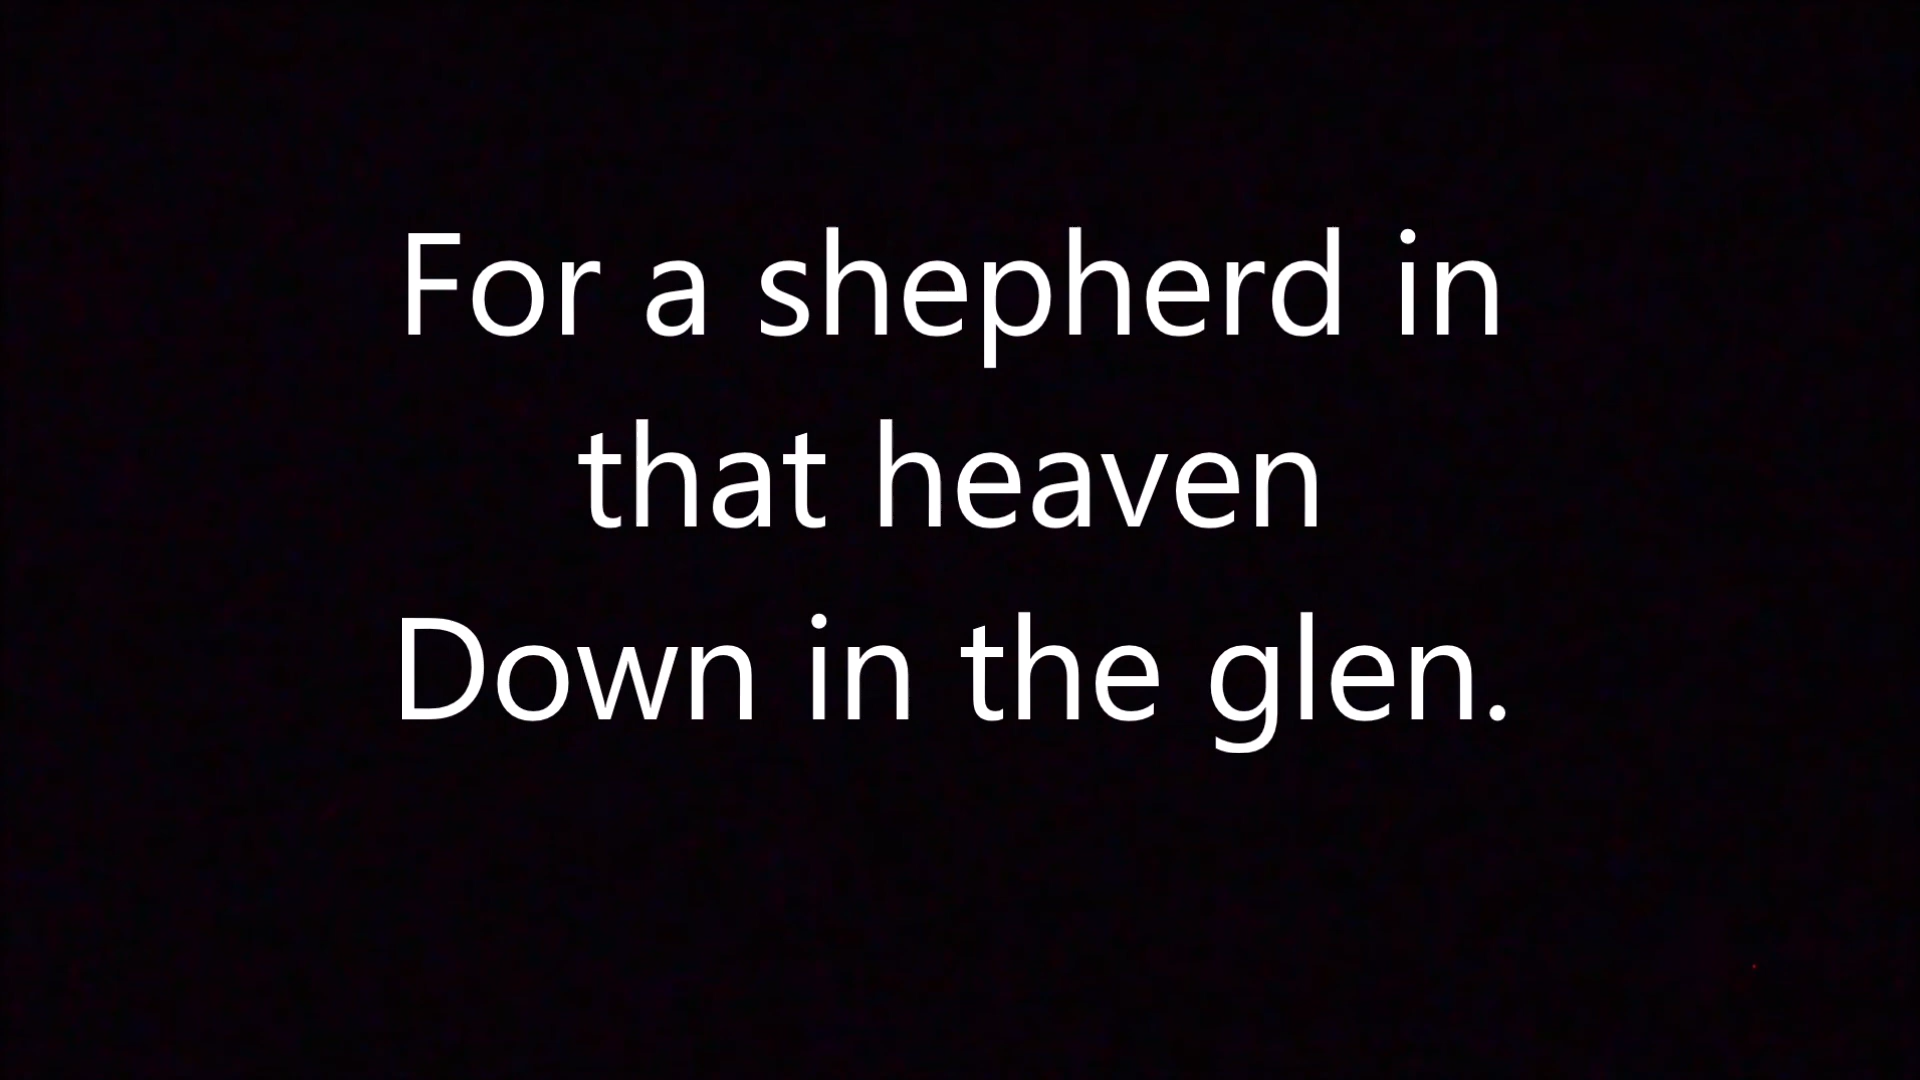 For a shepherd in
that heaven
Down in the glen.